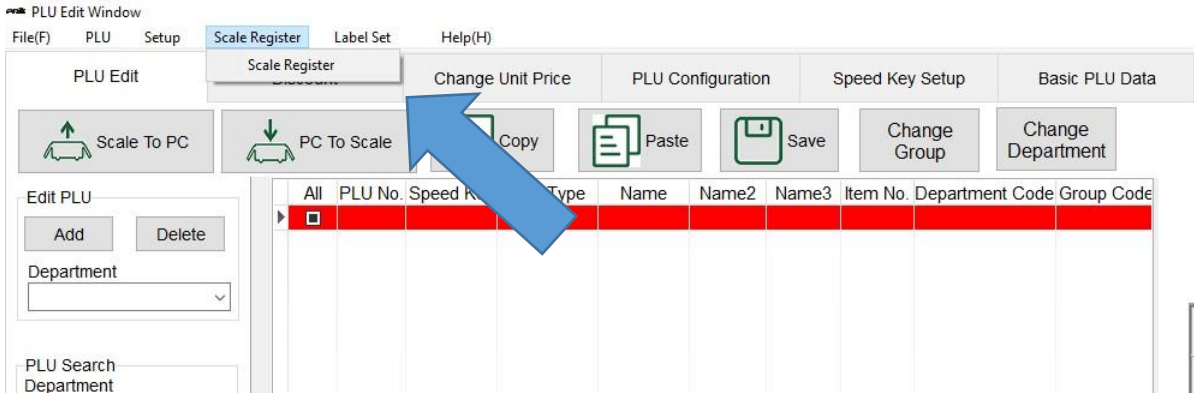 PLU Edit Window
File(F) PLU Setup Scale Register Label Set Help(H)
Scale Register
PLU Edit Change Unit Price PLU Configuration Speed Key Setup Basic PLU Data
Scale To PC PC To Scale Copy Paste Save Change Group Change Department
Edit PLU
All PLU No. Speed Type Name Name2 Name3 Item No. Department Code Group Code
Add Delete
Department
PLU Search
Department